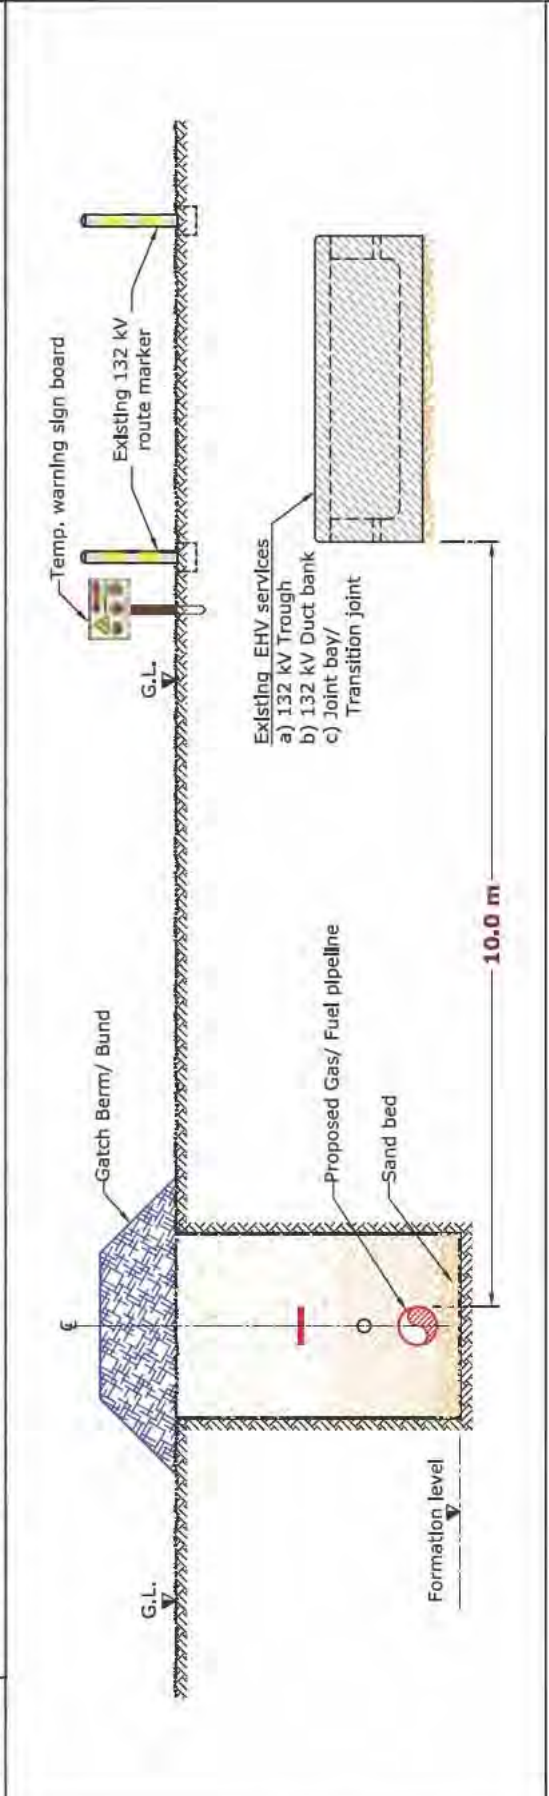 Temp. warning sign board
Existing 132 kV
route marker
G.L.
Existing EHV services
a) 132 kV Trough
b) 132 kV Duct bank
c) Joint bay/
Transition joint
10.0 m
Gatch Berm/ Bund
℄
Proposed Gas/ Fuel pipeline
Sand bed
G.L.
Formation level